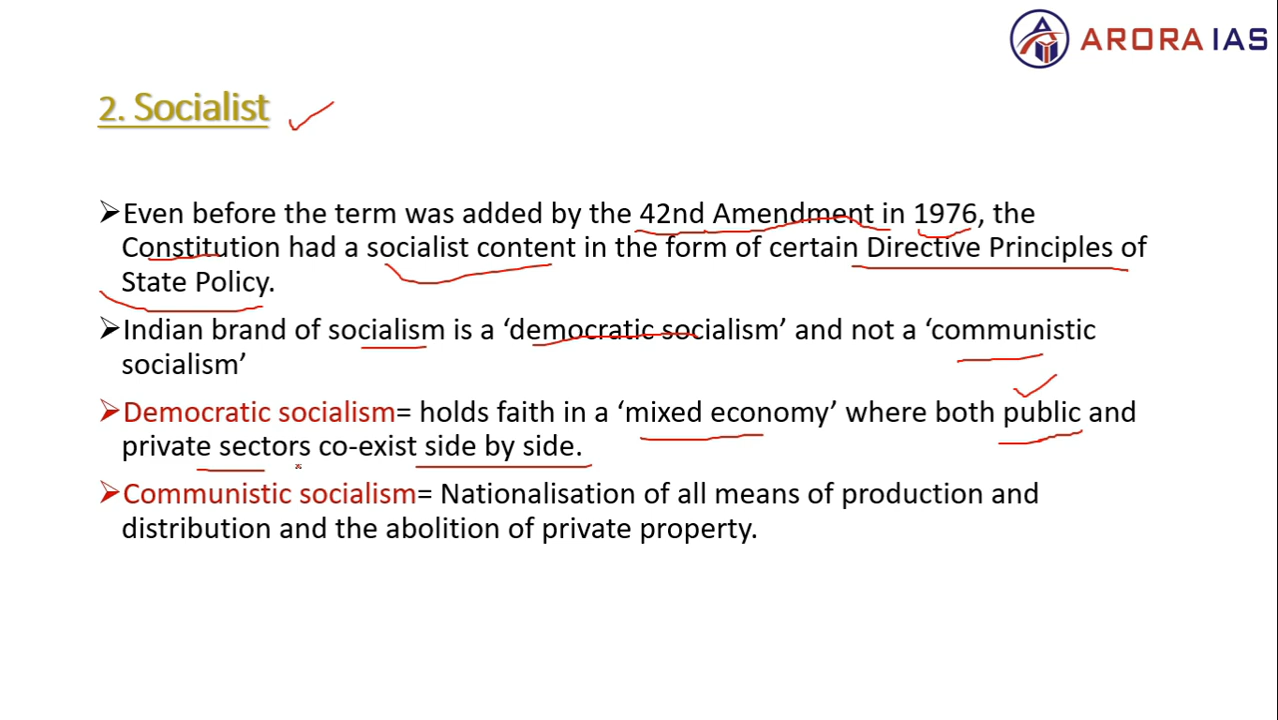 ARORA IAS
2. Socialist
➢Even before the term was added by the 42nd Amendment in 1976, the
Constitution had a socialist content in the form of certain Directive Principles of
State Policy.
➢Indian brand of socialism is a ‘democratic socialism’ and not a ‘communistic
socialism’
➢Democratic socialism= holds faith in a ‘mixed economy’ where both public and
private sectors co-exist side by side.
➢Communistic socialism= Nationalisation of all means of production and
distribution and the abolition of private property.